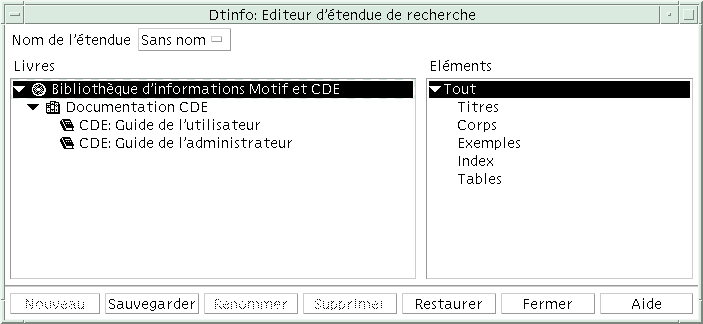 Dtinfo: Editeur d'étendue de recherche
Nom de l'étendue Sans nom
Livres
Bibliothèque d'informations Motif et CDE
Documentation CDE
CDE: Guide de l'utilisateur
CDE: Guide de l'administrateur
Eléments
Tout
Titres
Corps
Exemples
Index
Tables
Nouveau Sauvegarder Renommer Supprimer Restaurer Fermer Aide